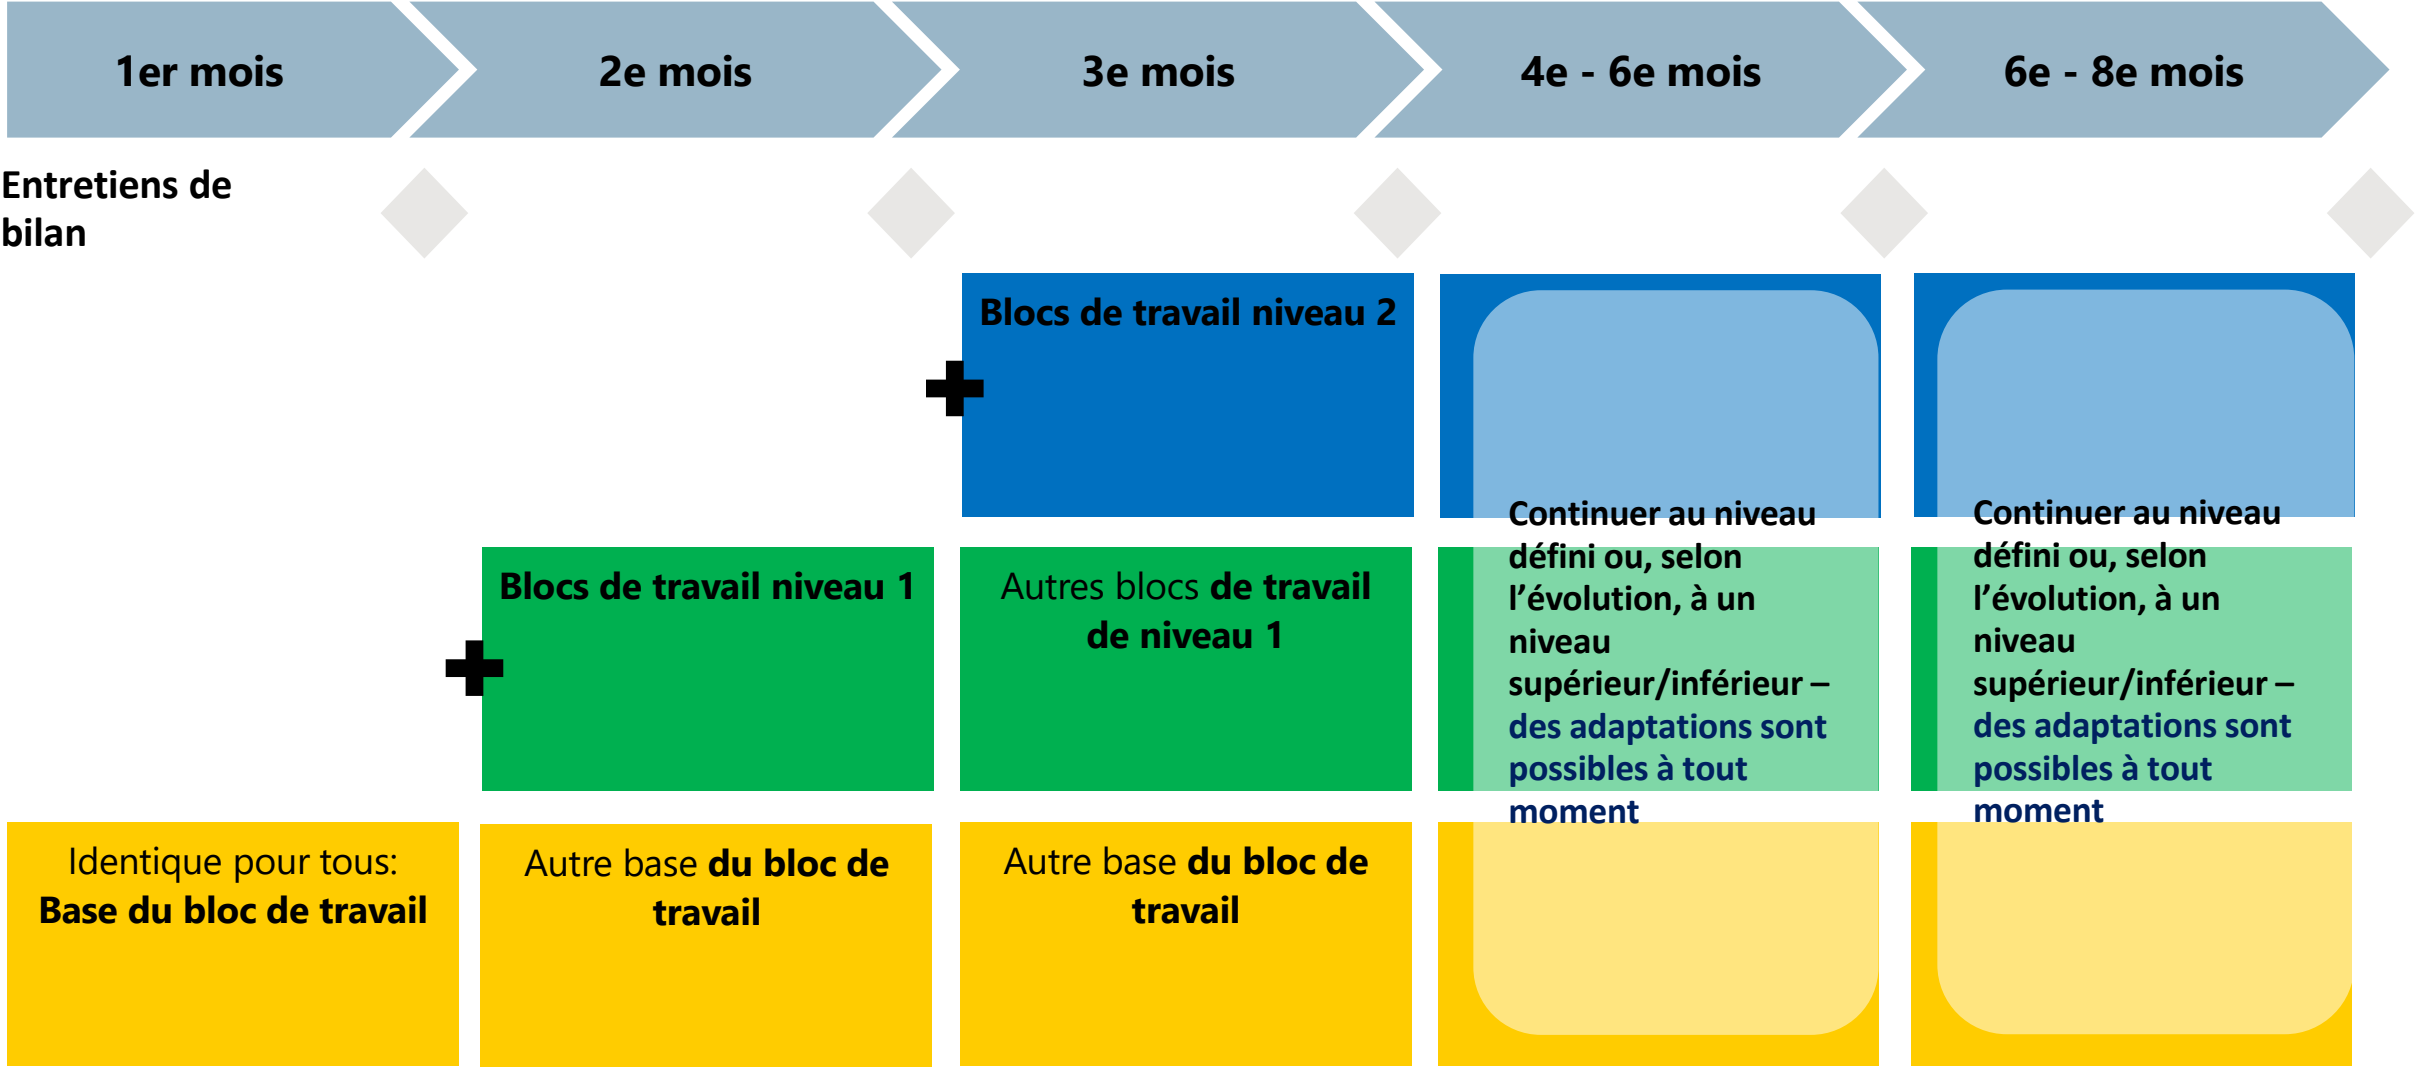 1er mois
2e mois
3e mois
4e - 6e mois
6e - 8e mois
Entretiens de
bilan
Blocs de travail niveau 2
Blocs de travail niveau 1
Autres blocs de travail
de niveau 1
Continuer au niveau
défini ou, selon
l’évolution, à un
niveau
supérieur/inférieur –
des adaptations sont
possibles à tout
moment
Continuer au niveau
défini ou, selon
l’évolution, à un
niveau
supérieur/inférieur –
des adaptations sont
possibles à tout
moment
Identique pour tous:
Base du bloc de travail
Autre base du bloc de
travail
Autre base du bloc de
travail